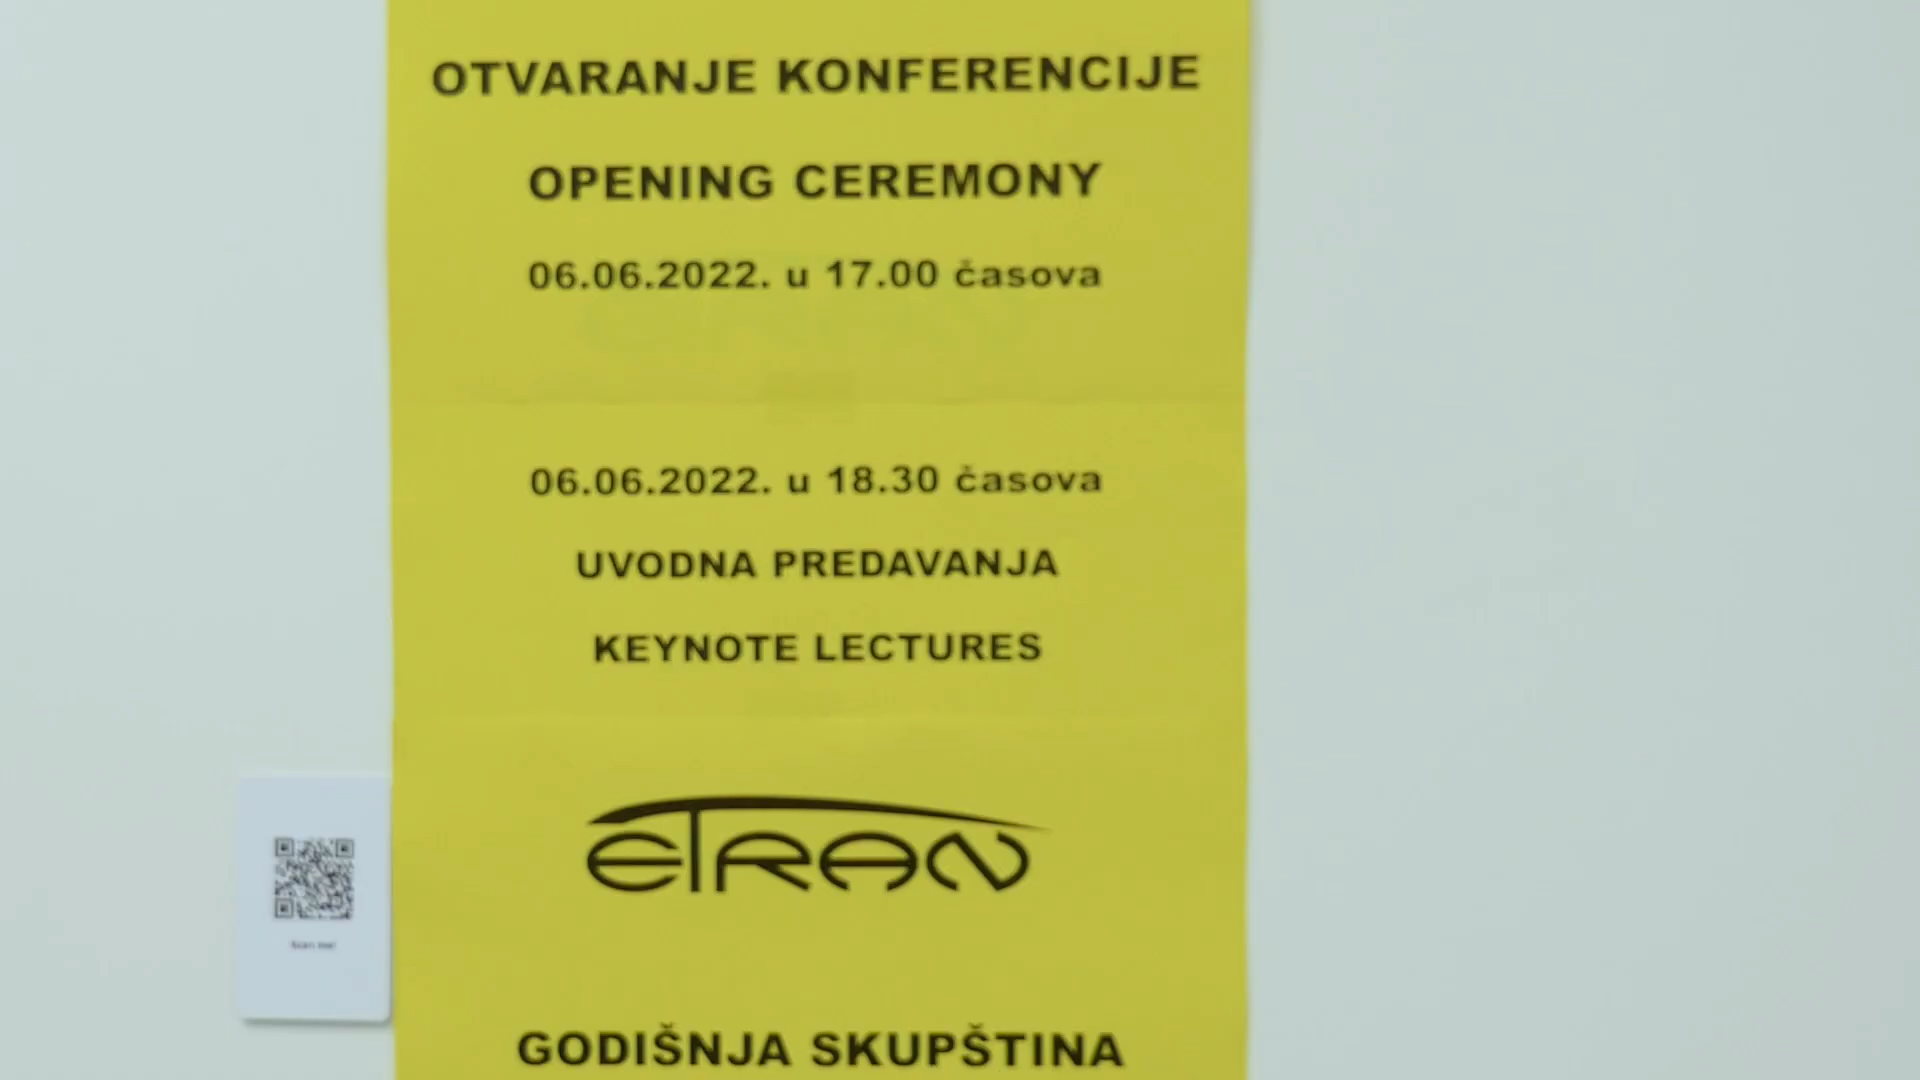 OTVARANJE KONFERENCIJE
OPENING CEREMONY
06.06.2022. u 17.00 časova
06.06.2022. u 18.30 časova
UVODNA PREDAVANJA
KEYNOTE LECTURES
ETRAN
GODIŠNJA SKUPŠTINA